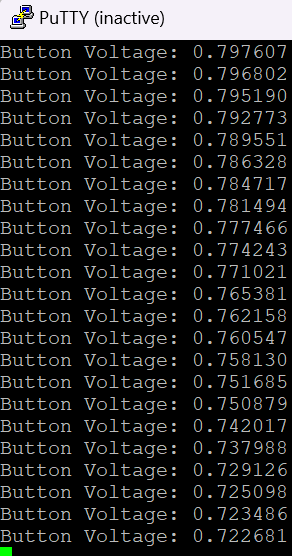 PuTTY (inactive)
Button Voltage: 0.797607
Button Voltage: 0.796802
Button Voltage: 0.795190
Button Voltage: 0.792773
Button Voltage: 0.789551
Button Voltage: 0.786328
Button Voltage: 0.784717
Button Voltage: 0.781494
Button Voltage: 0.777466
Button Voltage: 0.774243
Button Voltage: 0.771021
Button Voltage: 0.765381
Button Voltage: 0.762158
Button Voltage: 0.760547
Button Voltage: 0.758130
Button Voltage: 0.751685
Button Voltage: 0.750879
Button Voltage: 0.742017
Button Voltage: 0.737988
Button Voltage: 0.729126
Button Voltage: 0.725098
Button Voltage: 0.723486
Button Voltage: 0.722681